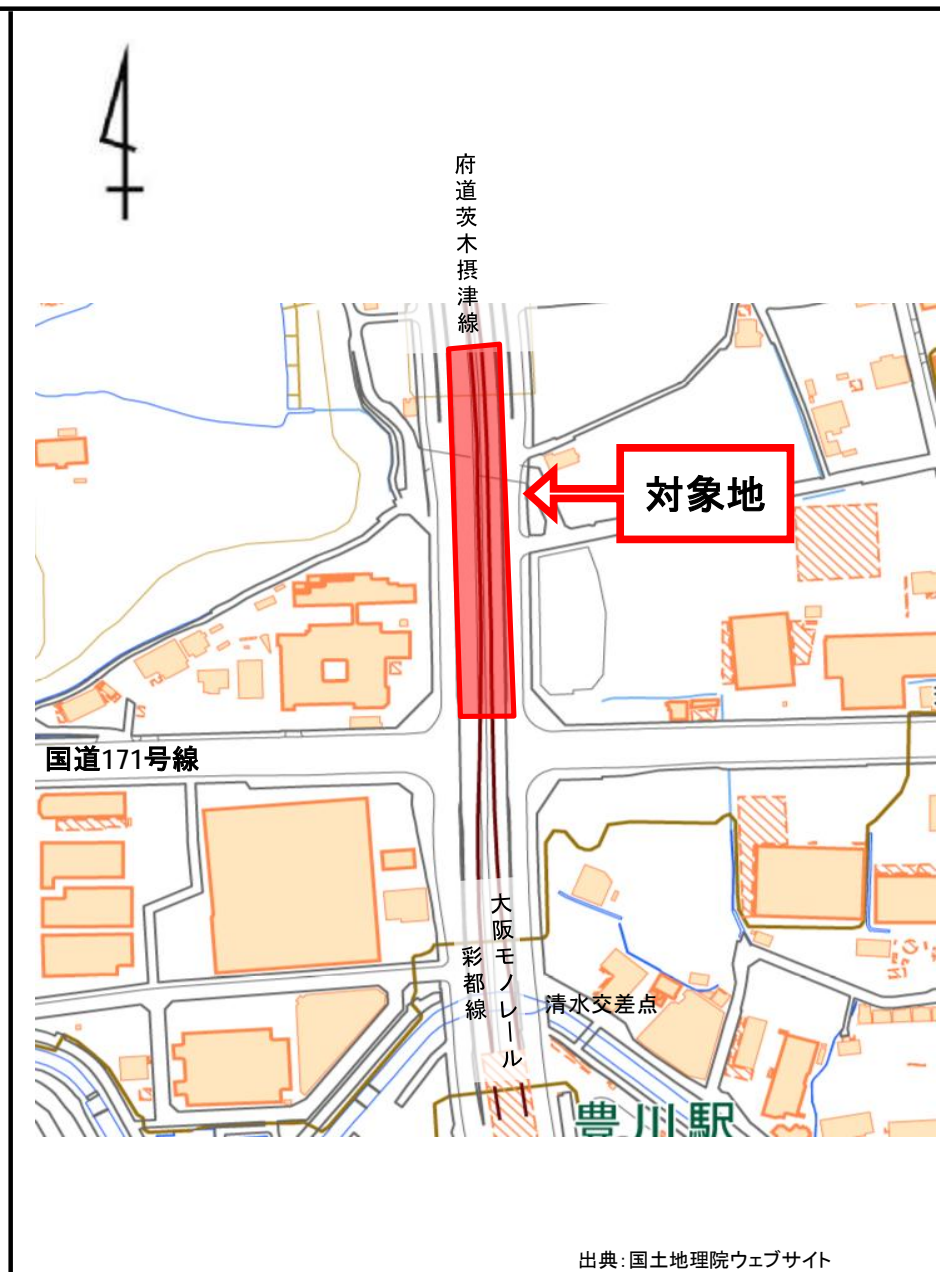 府道茨木摂津線
対象地
国道171号線
大阪モノレール
彩都線
清水交差点
豊川駅
出典：国土地理院ウェブサイト